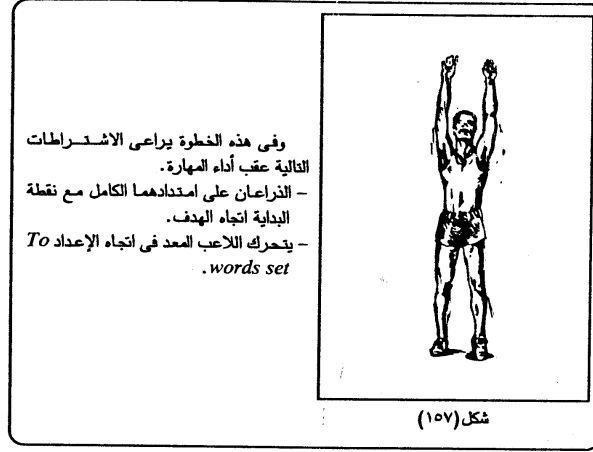 وفى هذه الخطوة يراعى الاشـتــراطات
التالية عقب أداء المهارة.
– الذراعان على امتدادهما الكامل مع نقطة
البداية اتجاه الهدف.
– يتحرك اللاعب المعد فى اتجاه الإعداد To
words set.
شكل (١٥٧)